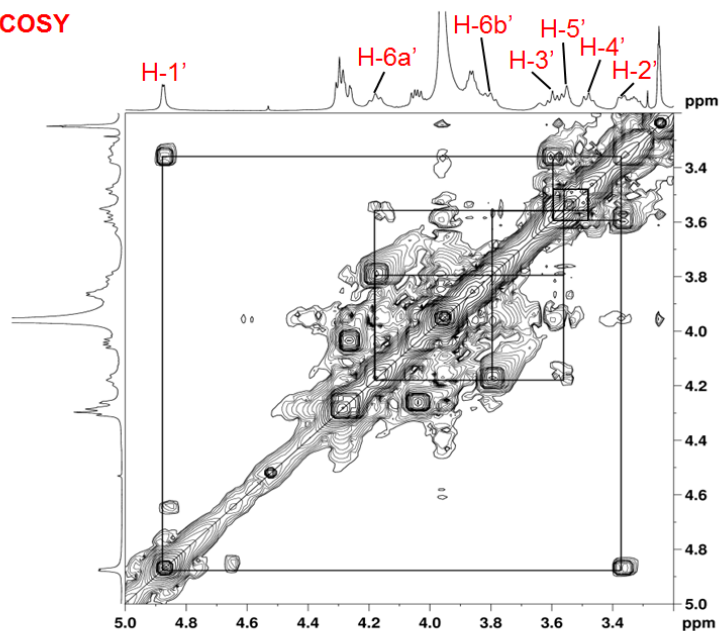 COSY
H-1’
H-6a’
H-6b’
H-3’
H-5’
H-4’
H-2’
ppm
3.4
3.6
3.8
4.0
4.2
4.4
4.6
4.8
5.0
5.0 4.8 4.6 4.4 4.2 4.0 3.8 3.6 3.4 ppm